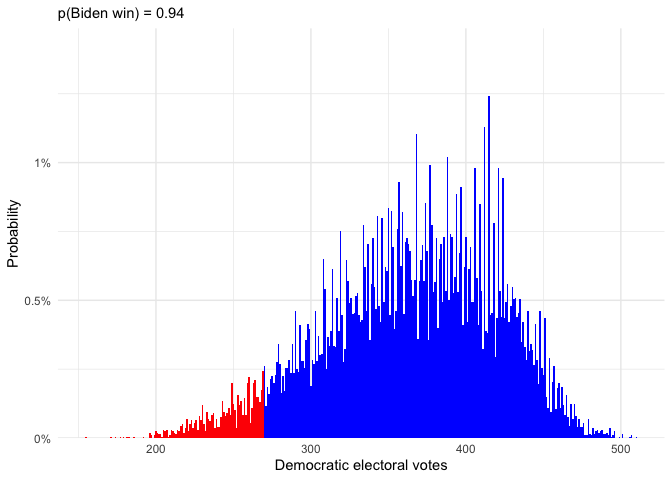 p(Biden win) = 0.94
Probability
1%
0.5%
0%
200
300
400
500
Democratic electoral votes